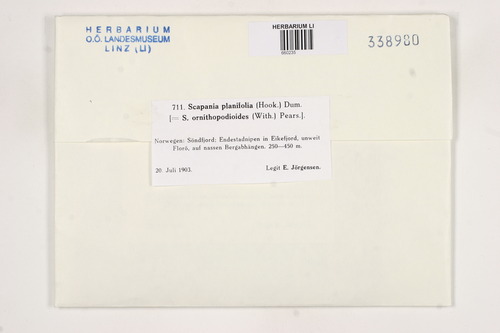 HERBARIUM
O.Ö. LANDESMUSEUM
LINZ (LI)
HERBARIUM LI
660235
338980
711. Scapania planifolia (Hook.) Dum.
[= S. ornithopodioides (With.) Pears.].
Norwegen: Söndfjord; Endestadnipen in Eikefjord, unweit
Florö, auf nassen Bergabhängen. 250—450 m.
20. Juli 1903.
Legit E. Jörgensen.